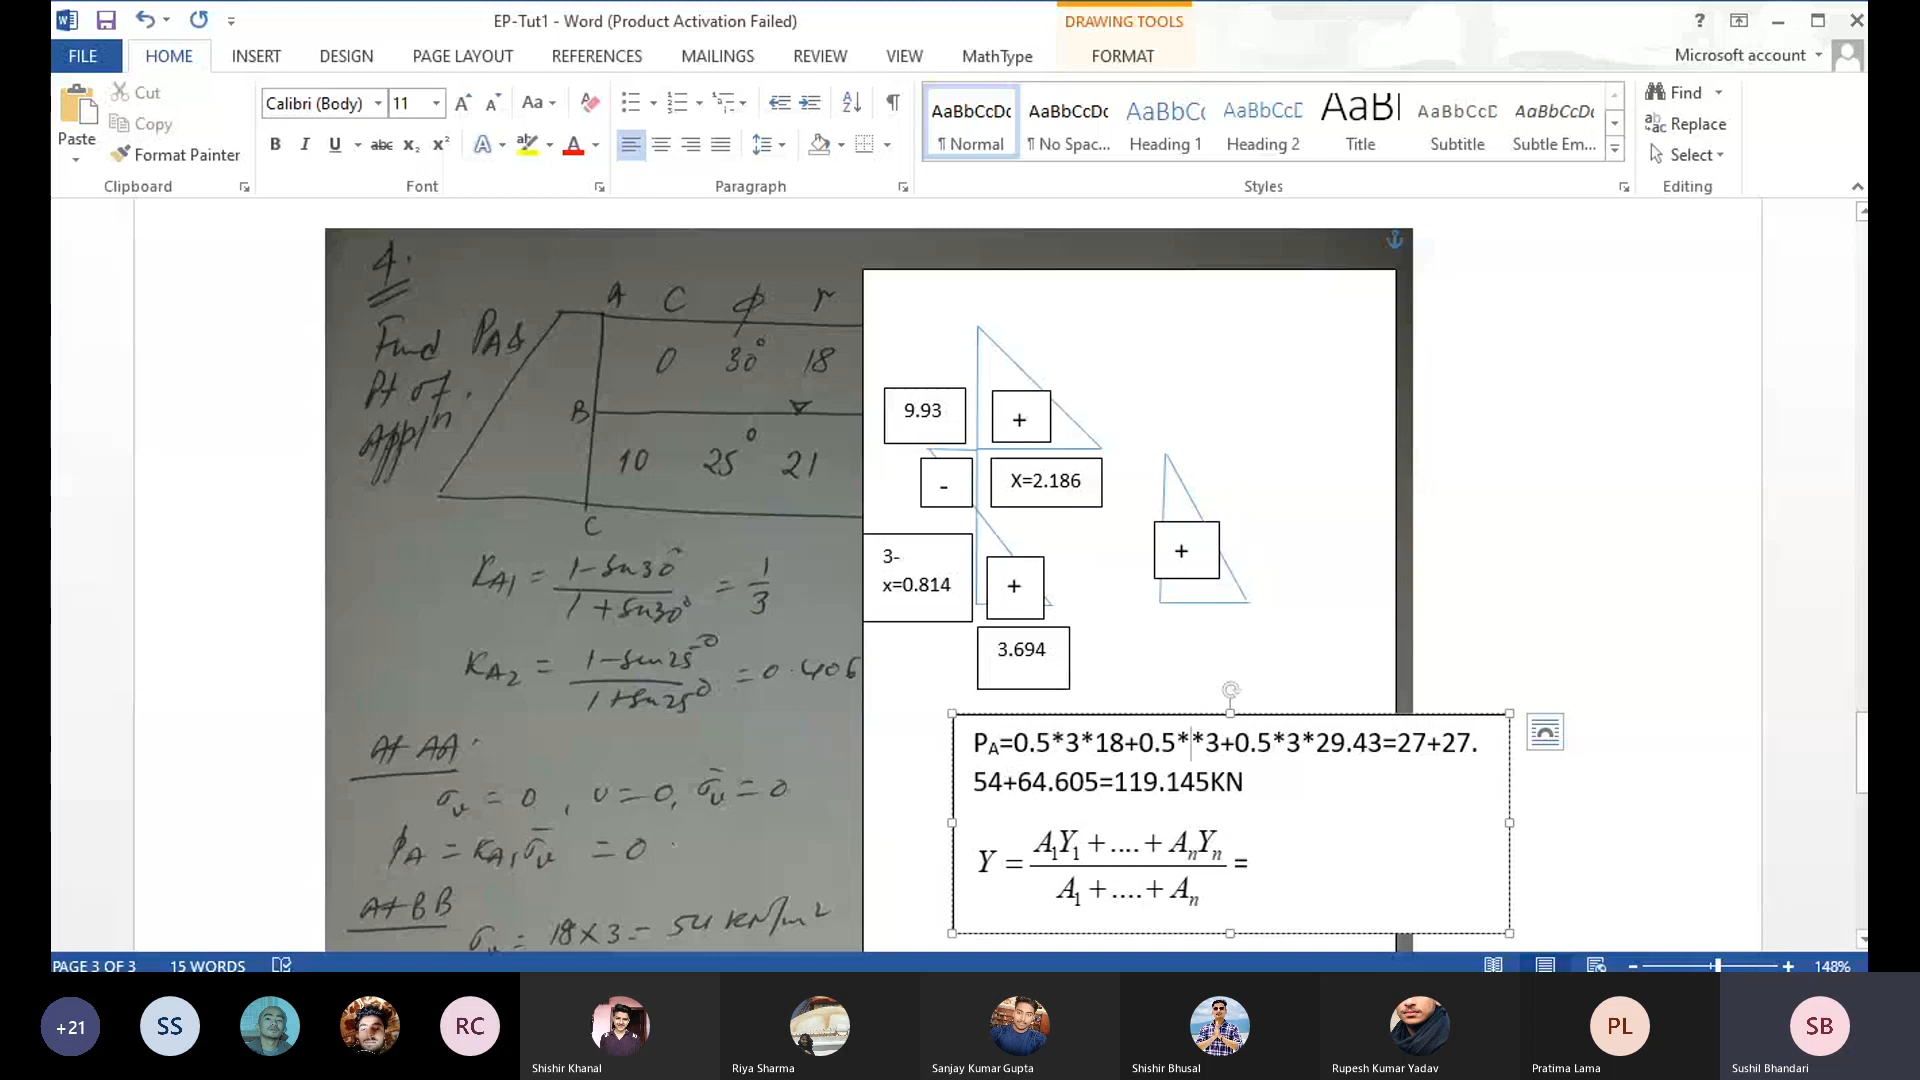 EP-Tut1 - Word (Product Activation Failed)
DRAWING TOOLS
?
FILE HOME INSERT DESIGN PAGE LAYOUT REFERENCES MAILINGS REVIEW VIEW MathType FORMAT
Microsoft account
Paste
Cut
Copy
Format Painter
Clipboard
Calibri (Body) 11
Aa
B I U abc x₂ x²
A A
Font
Paragraph
AaBbCcDc AaBbCcDc AaBbCc AaBbCcD AaBl AaBbCcD AaBbCcDc
¶ Normal ¶ No Spac... Heading 1 Heading 2 Title Subtitle Subtle Em...
Styles
Find
Replace
Select
Editing
4.
Find PA &
Pt of
Appln
A C ϕ r
0 30° 18
B
10 25° 21
C
KA1 = 1-Sin30° / 1+Sin30° = 1/3
KA2 = 1-Sin25° / 1+Sin25° = 0.406
At AA
σv = 0, u = 0, σ̄v = 0
pA = KA1 σ̄v = 0
At BB
σv = 18 x 3 = 54 KN/m²
9.93
+
-
X=2.186
3-
x=0.814
+
+
3.694
PA=0.5*3*18+0.5**3+0.5*3*29.43=27+27.
54+64.605=119.145KN
Y = A₁Y₁ + .... + AₙYₙ / A₁ + .... + Aₙ =
PAGE 3 OF 3 15 WORDS
148%
+21
SS
RC
PL
SB
Shishir Khanal
Riya Sharma
Sanjay Kumar Gupta
Shishir Bhusal
Rupesh Kumar Yadav
Pratima Lama
Sushil Bhandari